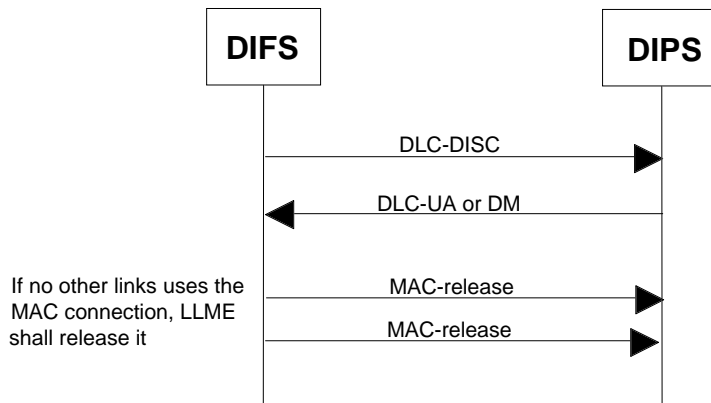 DIFS
DIPS
DLC-DISC
DLC-UA or DM
If no other links uses the
MAC connection, LLME
shall release it
MAC-release
MAC-release